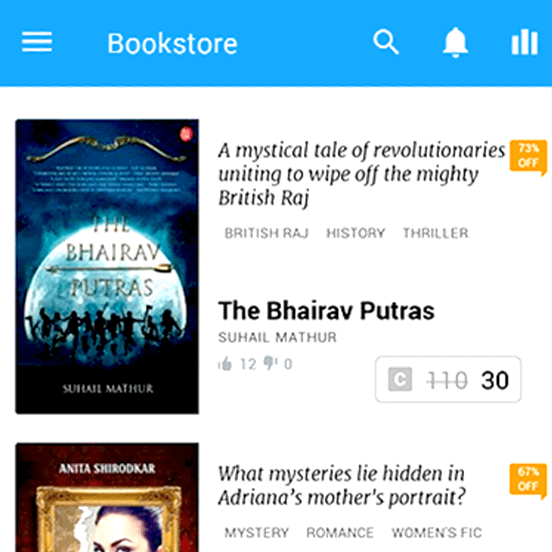 Bookstore
A mystical tale of revolutionaries
uniting to wipe off the mighty
British Raj
73%
OFF
BRITISH RAJ HISTORY THRILLER
THE
BHAIRAV
PUTRAS
SUHAIL MATHUR
The Bhairav Putras
SUHAIL MATHUR
12 0
C 110 30
ANITA SHIRODKAR
What mysteries lie hidden in
Adriana's mother's portrait?
67%
OFF
MYSTERY ROMANCE WOMEN'S FIC